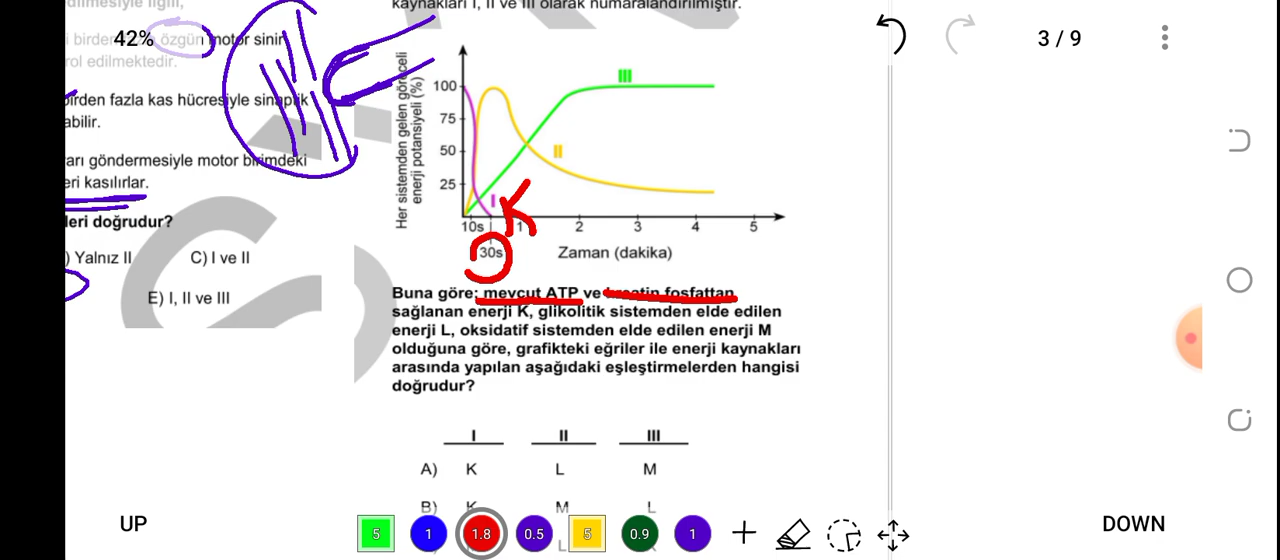 dilmesiyle ilgili,
42%
i birden özgün motor sinir
rol edilmektedir.
birden fazla kas hücresiyle sinaptik
abilir.
arı göndermesiyle motor birimdeki
eri kasılırlar.
leri doğrudur?
) Yalnız II C) I ve II
E) I, II ve III
UP
kaynakları I, II ve III olarak numaralandırılmıştır.
Her sistemden gelen göreceli
enerji potansiyeli (%)
100
75
50
25
III
II
I
K
10s 1 2 3 4 5
30s Zaman (dakika)
Buna göre; mevcut ATP ve kreatin fosfattan
sağlanan enerji K, glikolitik sistemden elde edilen
enerji L, oksidatif sistemden elde edilen enerji M
olduğuna göre, grafikteki eğriler ile enerji kaynakları
arasında yapılan aşağıdaki eşleştirmelerden hangisi
doğrudur?
I II III
A) K L M
B) K M L
5 1 1.8 0.5 5 0.9 1
3 / 9
DOWN